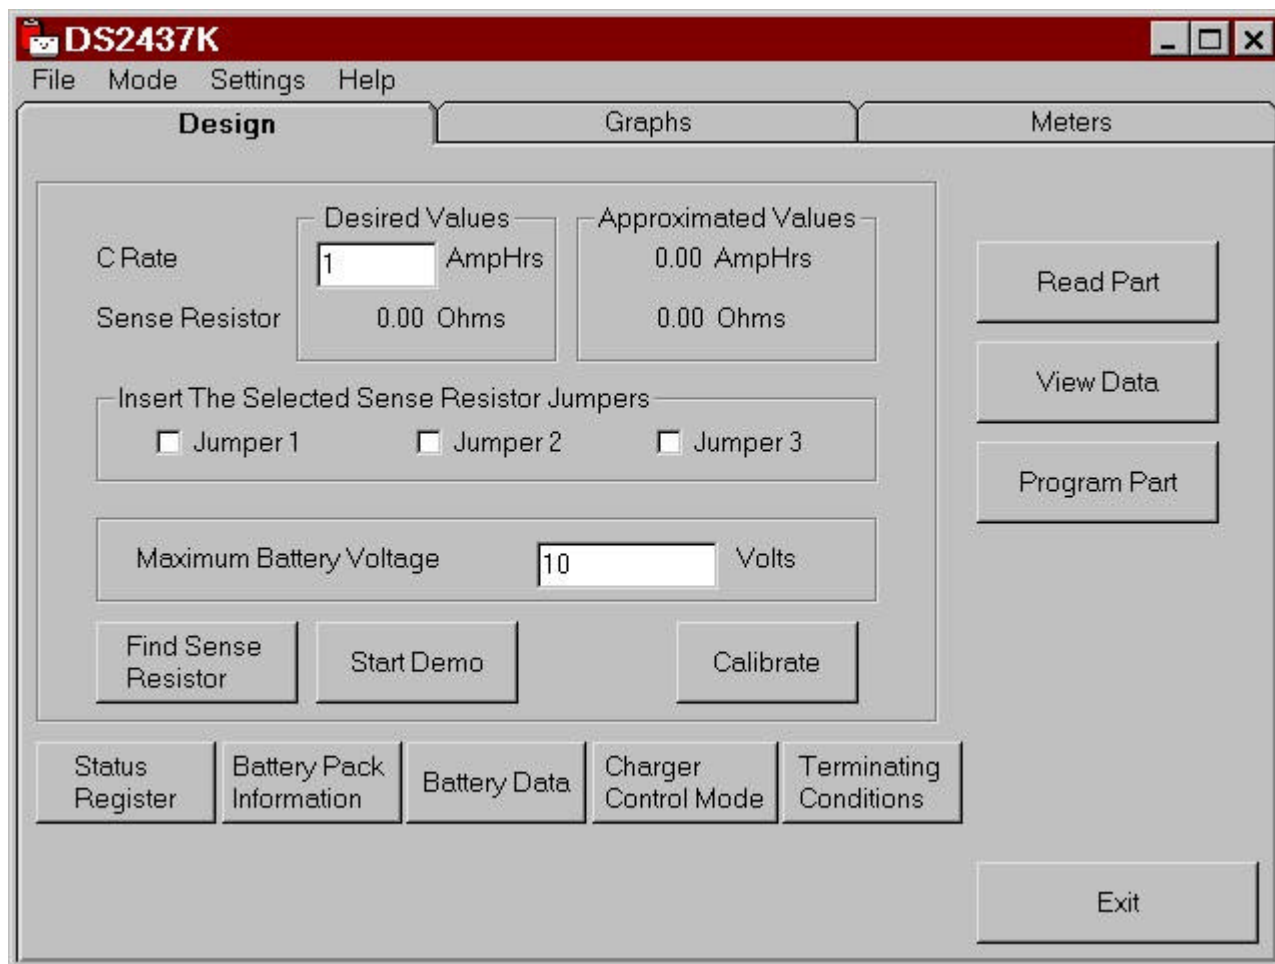 DS2437K
File Mode Settings Help
Design Graphs Meters
Desired Values Approximated Values
C Rate 1 AmpHrs 0.00 AmpHrs
Sense Resistor 0.00 Ohms 0.00 Ohms
Insert The Selected Sense Resistor Jumpers
Jumper 1 Jumper 2 Jumper 3
Maximum Battery Voltage 10 Volts
Find Sense
Resistor
Start Demo
Calibrate
Status
Register
Battery Pack
Information
Battery Data
Charger
Control Mode
Terminating
Conditions
Read Part
View Data
Program Part
Exit